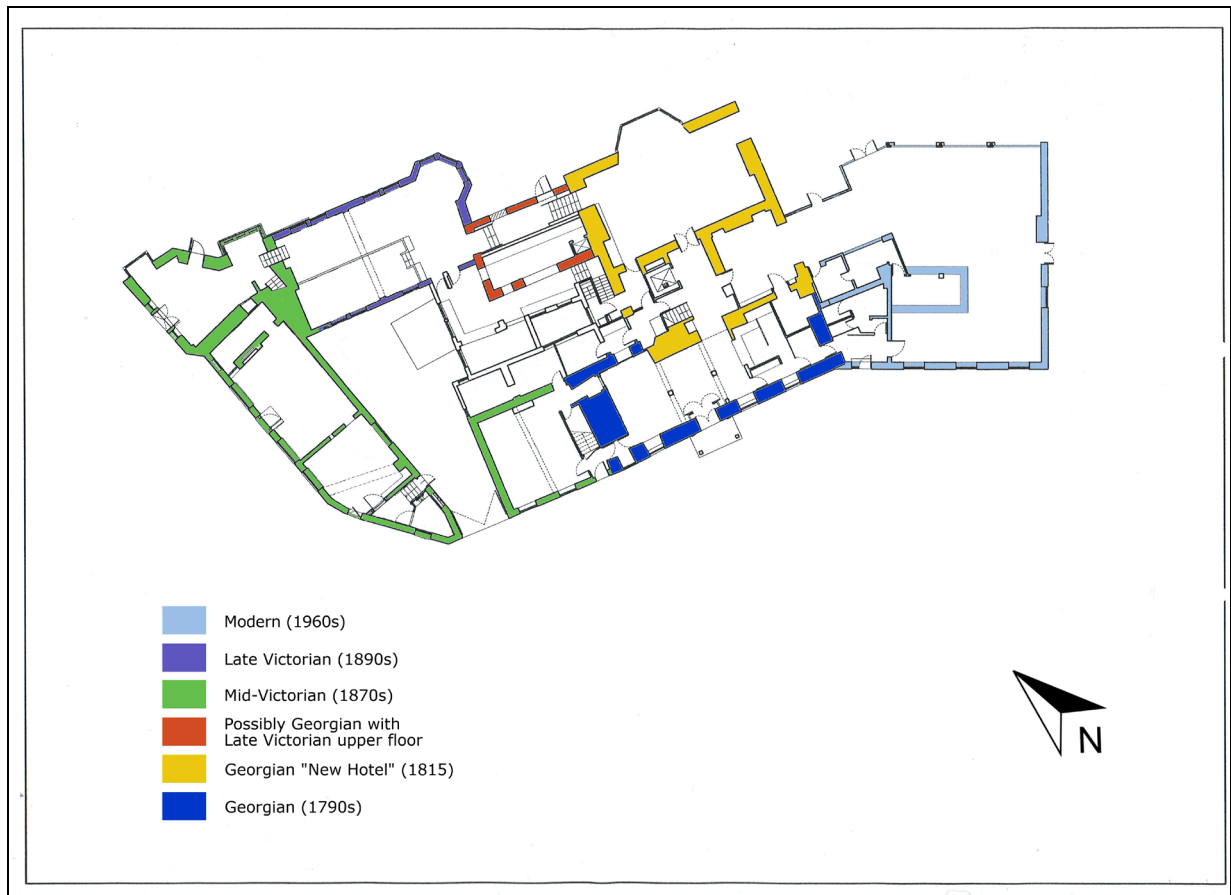 Modern (1960s)
Late Victorian (1890s)
Mid-Victorian (1870s)
Possibly Georgian with
Late Victorian upper floor
Georgian "New Hotel" (1815)
Georgian (1790s)
N